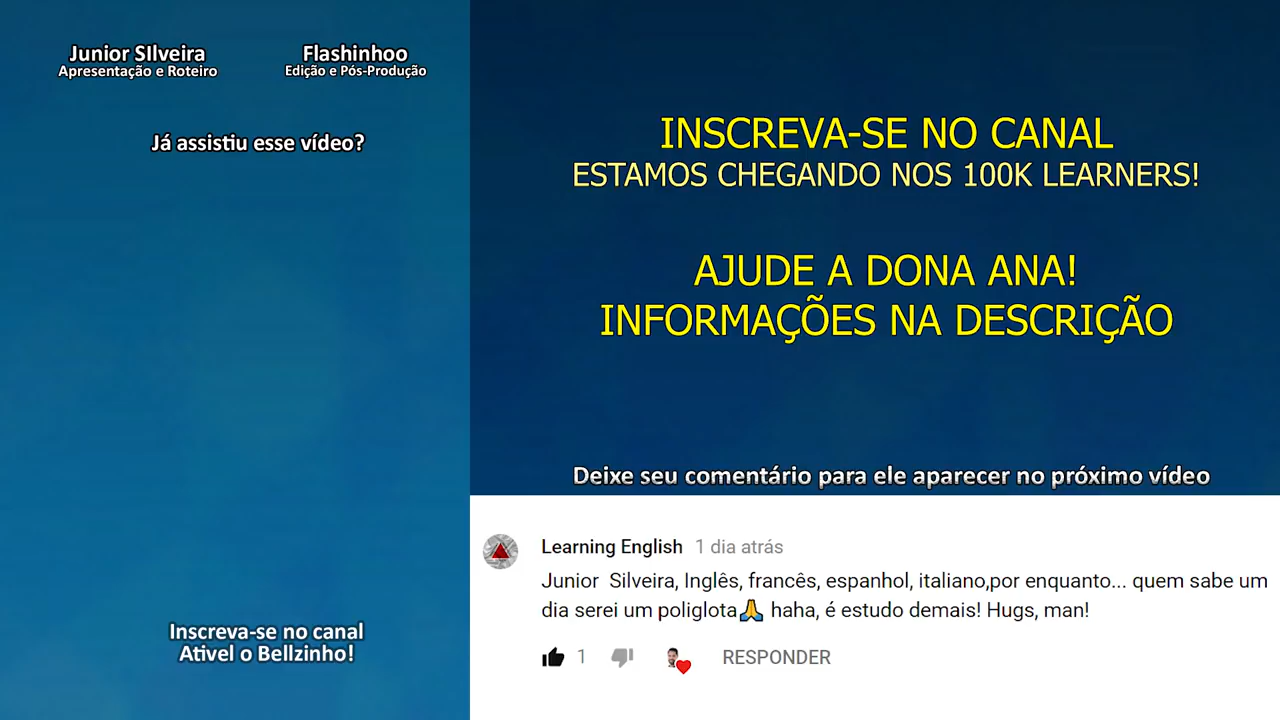 Junior SIlveira
Apresentação e Roteiro
Flashinhoo
Edição e Pós-Produção
Já assistiu esse vídeo?
INSCREVA-SE NO CANAL
ESTAMOS CHEGANDO NOS 100K LEARNERS!
AJUDE A DONA ANA!
INFORMAÇÕES NA DESCRIÇÃO
Deixe seu comentário para ele aparecer no próximo vídeo
Learning English 1 dia atrás
Junior Silveira, Inglês, francês, espanhol, italiano,por enquanto... quem sabe um
dia serei um poliglota🙏 haha, é estudo demais! Hugs, man!
1 RESPONDER
Inscreva-se no canal
Ativel o Bellzinho!